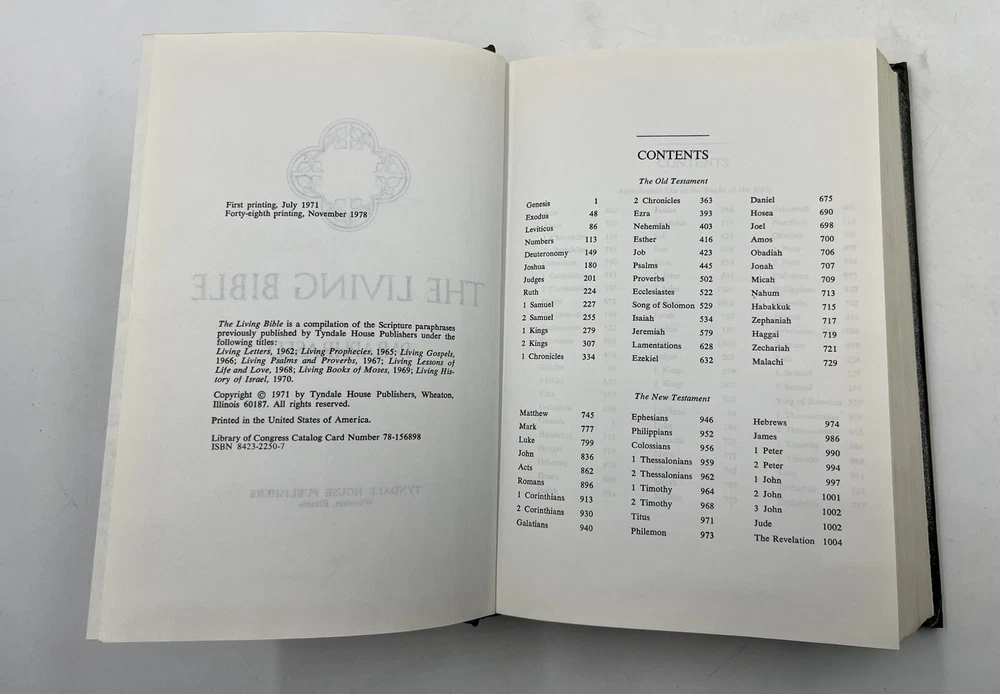 First printing, July 1971
Forty-eighth printing, November 1978
THE LIVING BIBLE
The Living Bible is a compilation of the Scripture paraphrases
previously published by Tyndale House Publishers under the
following titles:
Living Letters, 1962; Living Prophecies, 1965; Living Gospels,
1966; Living Psalms and Proverbs, 1967; Living Lessons of
Life and Love, 1968; Living Books of Moses, 1969; Living His-
tory of Israel, 1970.
Copyright © 1971 by Tyndale House Publishers, Wheaton,
Illinois 60187. All rights reserved.
Printed in the United States of America.
Library of Congress Catalog Card Number 78-156898
ISBN 8423-2250-7
TYNDALE HOUSE PUBLISHERS
Wheaton, Illinois
CONTENTS
The Old Testament
Genesis 1
Exodus 48
Leviticus 86
Numbers 113
Deuteronomy 149
Joshua 180
Judges 201
Ruth 224
1 Samuel 227
2 Samuel 255
1 Kings 279
2 Kings 307
1 Chronicles 334
2 Chronicles 363
Ezra 393
Nehemiah 403
Esther 416
Job 423
Psalms 445
Proverbs 502
Ecclesiastes 522
Song of Solomon 529
Isaiah 534
Jeremiah 579
Lamentations 628
Ezekiel 632
Daniel 675
Hosea 690
Joel 698
Amos 700
Obadiah 706
Jonah 707
Micah 709
Nahum 713
Habakkuk 715
Zephaniah 717
Haggai 719
Zechariah 721
Malachi 729
The New Testament
Matthew 745
Mark 777
Luke 799
John 836
Acts 862
Romans 896
1 Corinthians 913
2 Corinthians 930
Galatians 940
Ephesians 946
Philippians 952
Colossians 956
1 Thessalonians 959
2 Thessalonians 962
1 Timothy 964
2 Timothy 968
Titus 971
Philemon 973
Hebrews 974
James 986
1 Peter 990
2 Peter 994
1 John 997
2 John 1001
3 John 1002
Jude 1002
The Revelation 1004